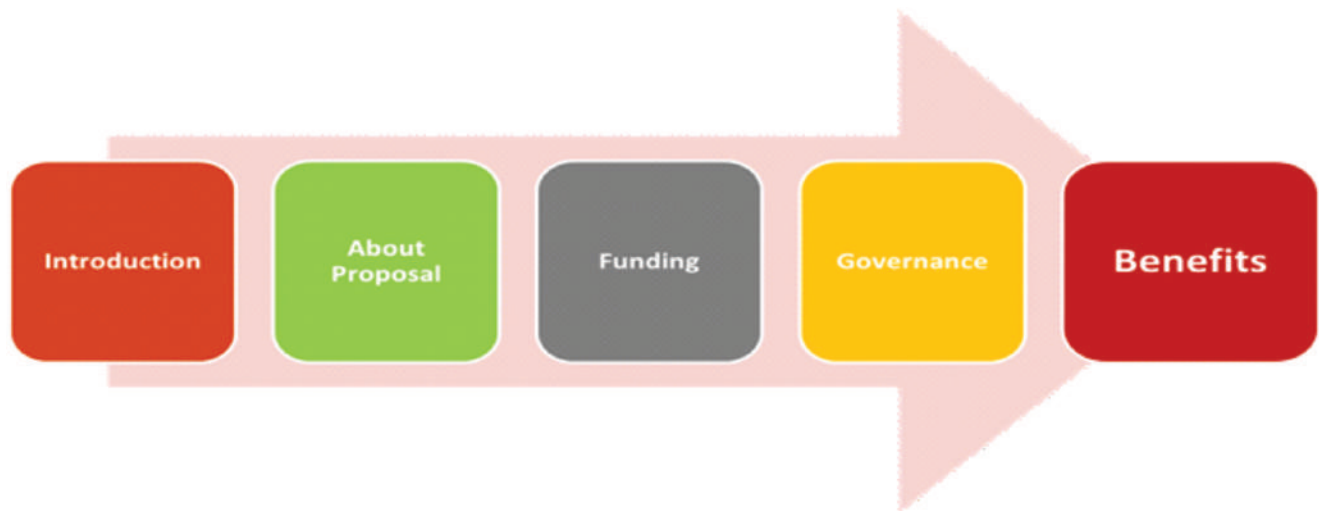 Introduction
About
Proposal
Funding
Governance
Benefits